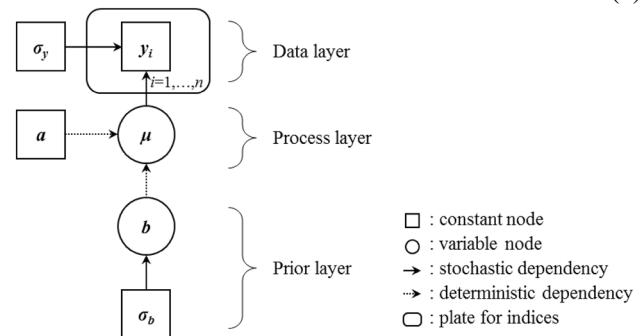 σy
yi
i=1,…,n
Data layer
a
μ
Process layer
b
Prior layer
σb
: constant node
: variable node
: stochastic dependency
: deterministic dependency
: plate for indices